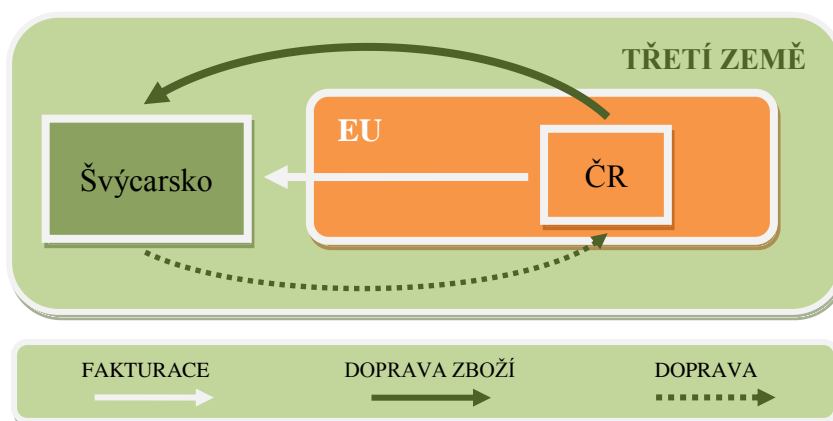 TŘETÍ ZEMĚ
EU
Švýcarsko
ČR
FAKTURACE
DOPRAVA ZBOŽÍ
DOPRAVA